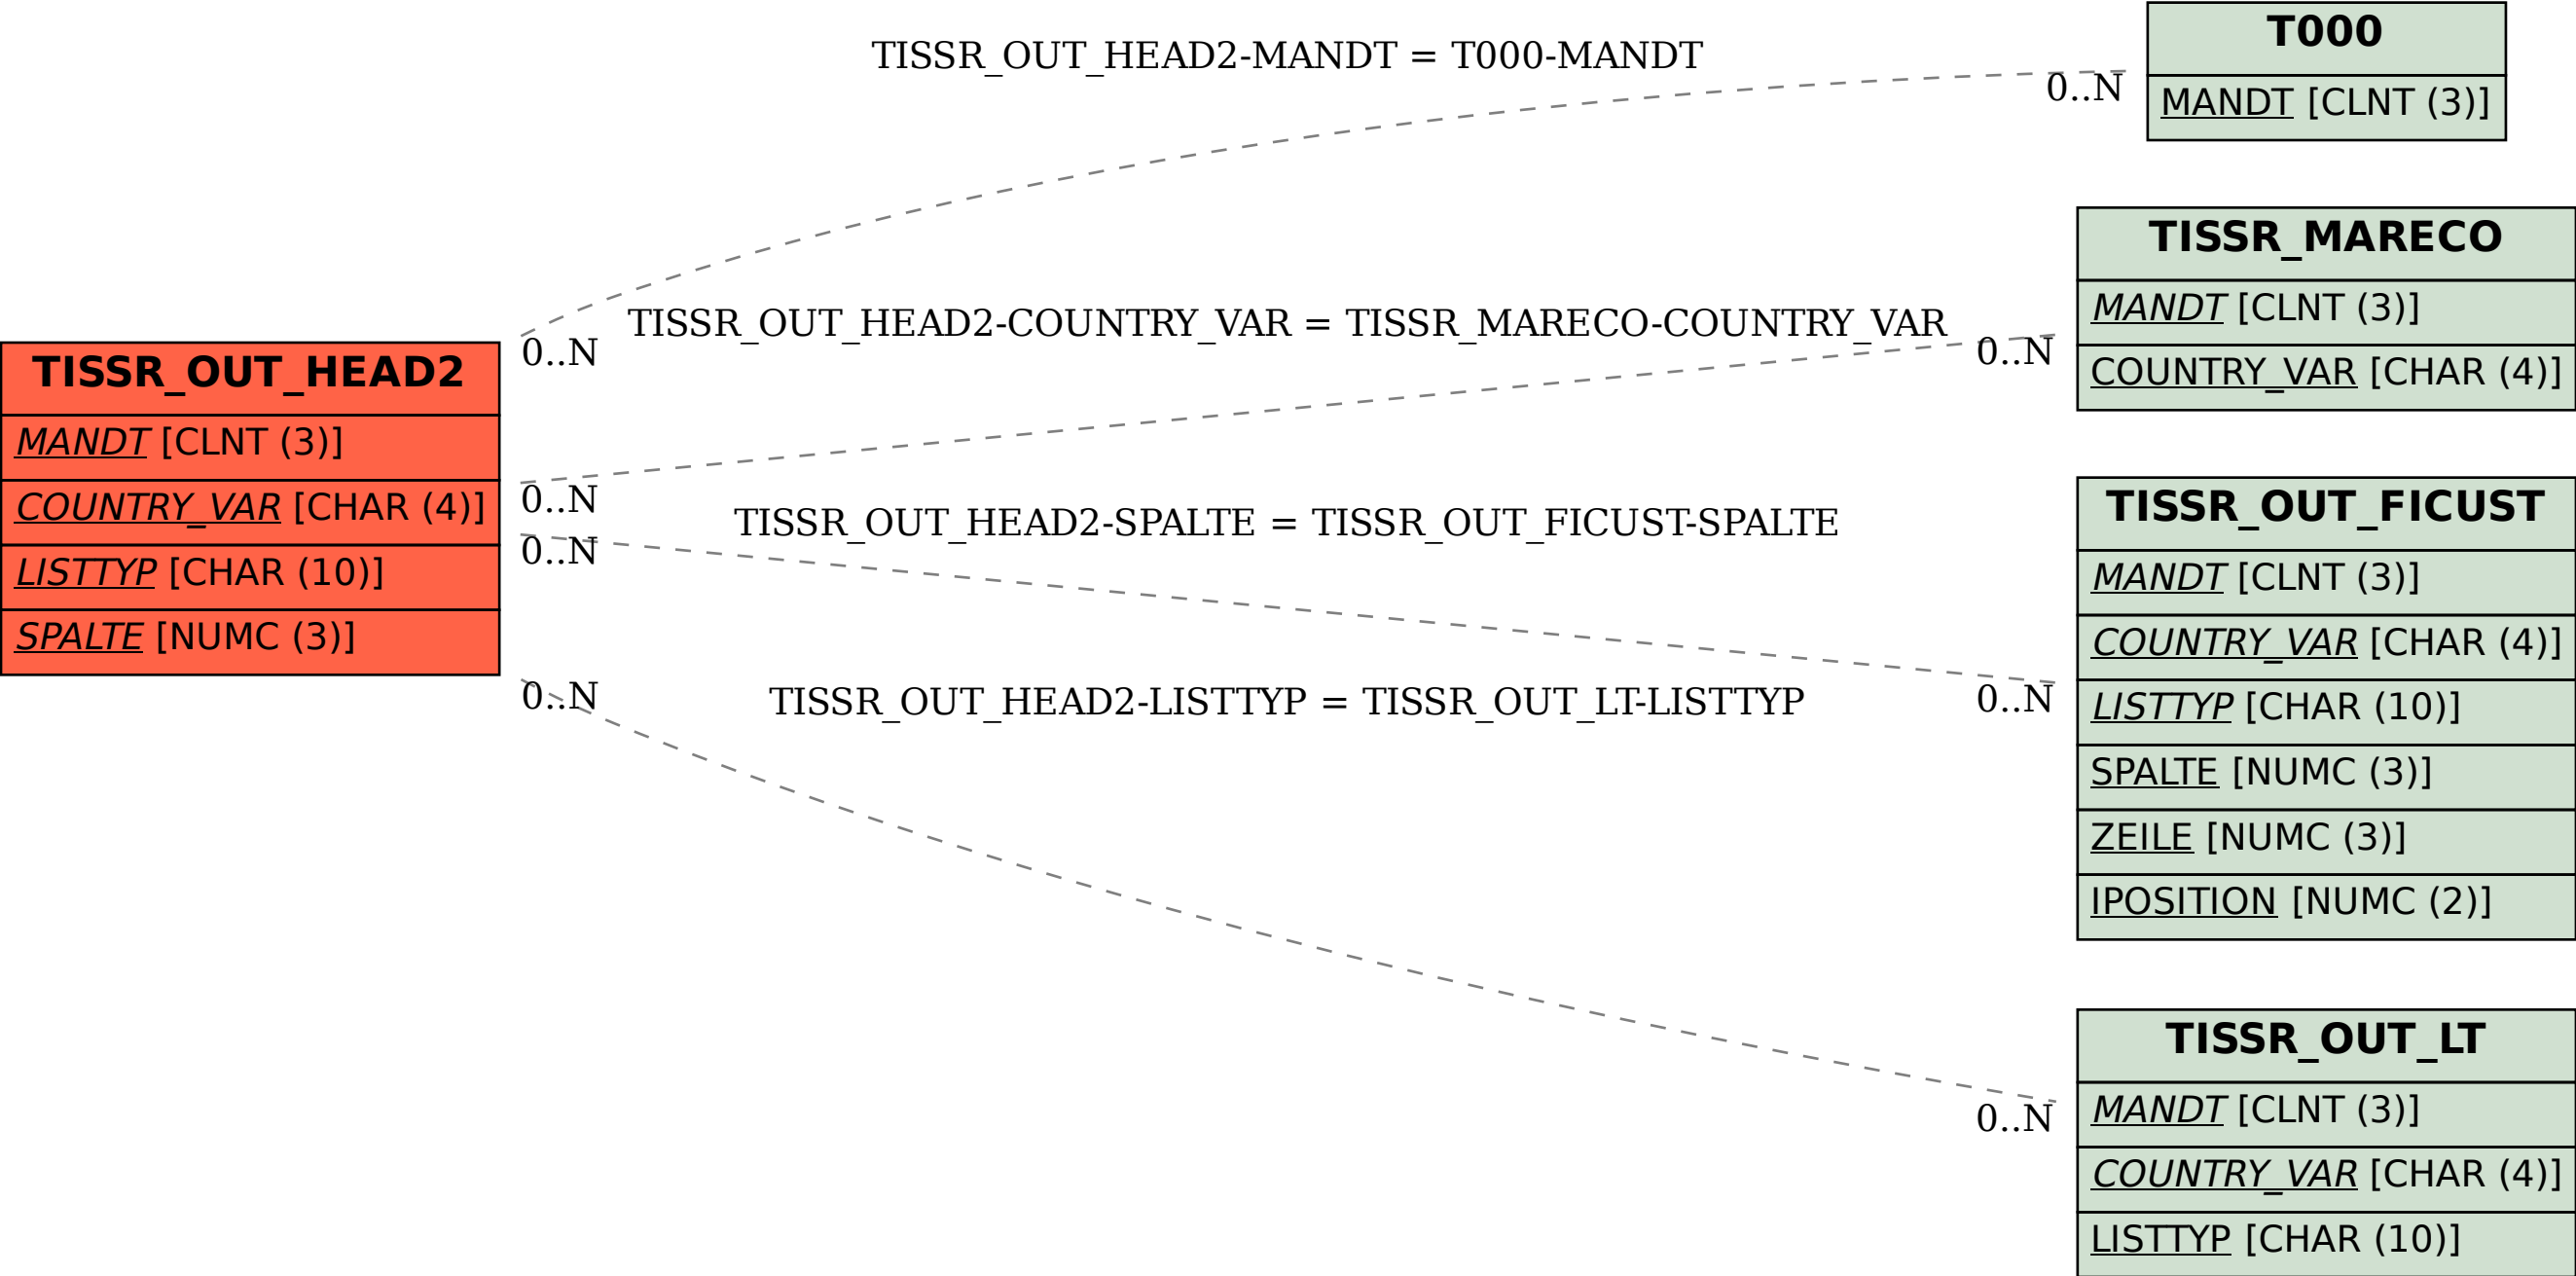 T000
MANDT [CLNT (3)]
TISSR_OUT_HEAD2-MANDT = T000-MANDT
0..N
0..N
TISSR_MARECO
MANDT [CLNT (3)]
COUNTRY_VAR [CHAR (4)]
TISSR_OUT_HEAD2-COUNTRY_VAR = TISSR_MARECO-COUNTRY_VAR
0..N
0..N
TISSR_OUT_HEAD2
MANDT [CLNT (3)]
COUNTRY_VAR [CHAR (4)]
LISTTYP [CHAR (10)]
SPALTE [NUMC (3)]
TISSR_OUT_HEAD2-SPALTE = TISSR_OUT_FICUST-SPALTE
0..N
0..N
TISSR_OUT_FICUST
MANDT [CLNT (3)]
COUNTRY_VAR [CHAR (4)]
LISTTYP [CHAR (10)]
SPALTE [NUMC (3)]
ZEILE [NUMC (3)]
IPOSITION [NUMC (2)]
TISSR_OUT_HEAD2-LISTTYP = TISSR_OUT_LT-LISTTYP
0..N
0..N
TISSR_OUT_LT
MANDT [CLNT (3)]
COUNTRY_VAR [CHAR (4)]
LISTTYP [CHAR (10)]